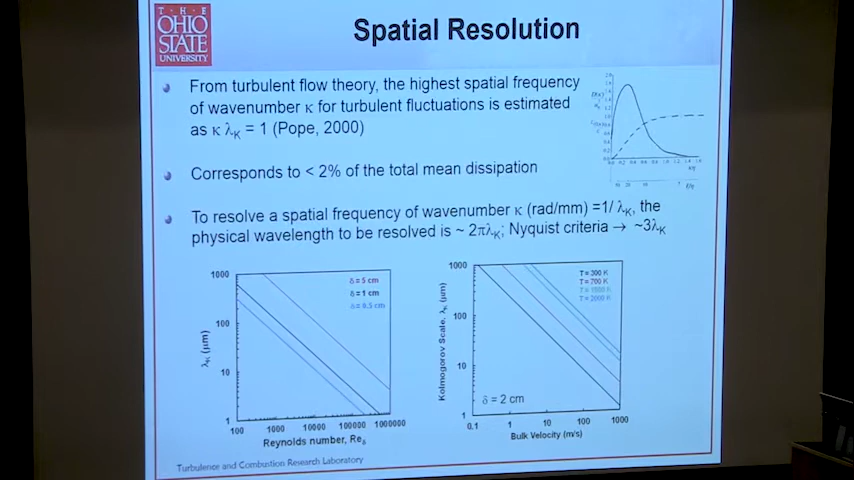 THE
OHIO
STATE
UNIVERSITY
Spatial Resolution
From turbulent flow theory, the highest spatial frequency
of wavenumber κ for turbulent fluctuations is estimated
as κ λK = 1 (Pope, 2000)
Corresponds to < 2% of the total mean dissipation
To resolve a spatial frequency of wavenumber κ (rad/mm) =1/ λK, the
physical wavelength to be resolved is ~ 2πλK; Nyquist criteria → ~3λK
1000
100
10
1
λK (μm)
δ = 5 cm
δ = 1 cm
δ = 0.5 cm
100 1000 10000 100000 1000000
Reynolds number, Reδ
1000
100
10
1
Kolmogorov Scale, λK (μm)
T = 300 K
T = 700 K
T = 1500 K
T = 2000 K
δ = 2 cm
0.1 1 10 100 1000
Bulk Velocity (m/s)
Turbulence and Combustion Research Laboratory